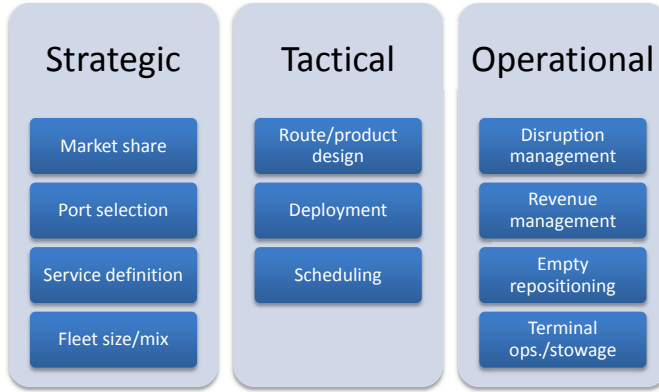 Strategic
Market share
Port selection
Service definition
Fleet size/mix
Tactical
Route/product
design
Deployment
Scheduling
Operational
Disruption
management
Revenue
management
Empty
repositioning
Terminal
ops./stowage